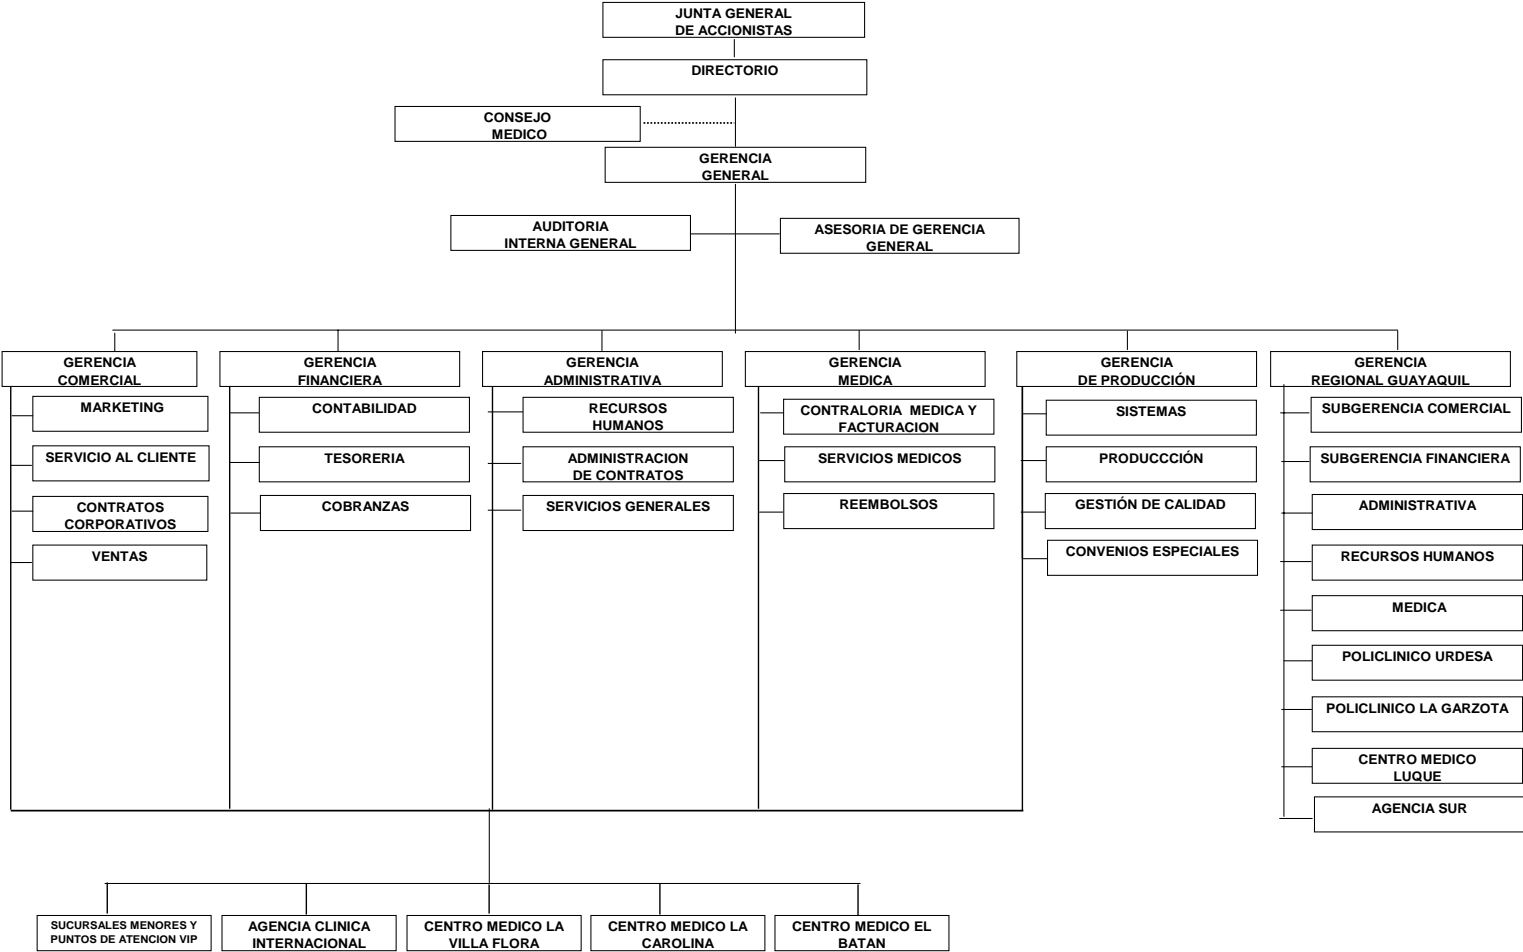 JUNTA GENERAL
DE ACCIONISTAS
DIRECTORIO
CONSEJO
MEDICO
GERENCIA
GENERAL
AUDITORIA
INTERNA GENERAL
ASESORIA DE GERENCIA
GENERAL
GERENCIA
COMERCIAL
MARKETING
SERVICIO AL CLIENTE
CONTRATOS
CORPORATIVOS
VENTAS
GERENCIA
FINANCIERA
CONTABILIDAD
TESORERIA
COBRANZAS
GERENCIA
ADMINISTRATIVA
RECURSOS
HUMANOS
ADMINISTRACION
DE CONTRATOS
SERVICIOS GENERALES
GERENCIA
MEDICA
CONTRALORIA MEDICA Y
FACTURACION
SERVICIOS MEDICOS
REEMBOLSOS
GERENCIA
DE PRODUCCIÓN
SISTEMAS
PRODUCCCIÓN
GESTIÓN DE CALIDAD
CONVENIOS ESPECIALES
GERENCIA
REGIONAL GUAYAQUIL
SUBGERENCIA COMERCIAL
SUBGERENCIA FINANCIERA
ADMINISTRATIVA
RECURSOS HUMANOS
MEDICA
POLICLINICO URDESA
POLICLINICO LA GARZOTA
CENTRO MEDICO
LUQUE
AGENCIA SUR
SUCURSALES MENORES Y
PUNTOS DE ATENCION VIP
AGENCIA CLINICA
INTERNACIONAL
CENTRO MEDICO LA
VILLA FLORA
CENTRO MEDICO LA
CAROLINA
CENTRO MEDICO EL
BATAN